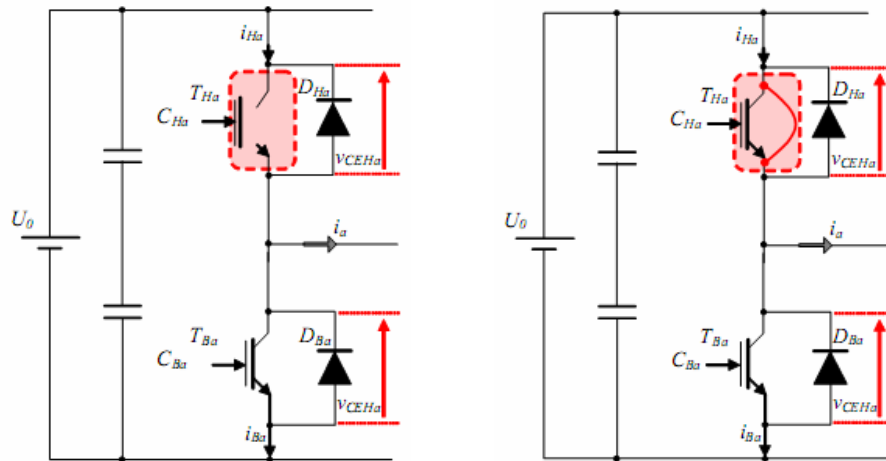 i_Ha
T_Ha
D_Ha
C_Ha
v_CEHa
U_0
i_a
T_Ba
D_Ba
C_Ba
v_CEHa
i_Ba
i_Ha
T_Ha
D_Ha
C_Ha
v_CEHa
U_0
i_a
T_Ba
D_Ba
C_Ba
v_CEHa
i_Ba